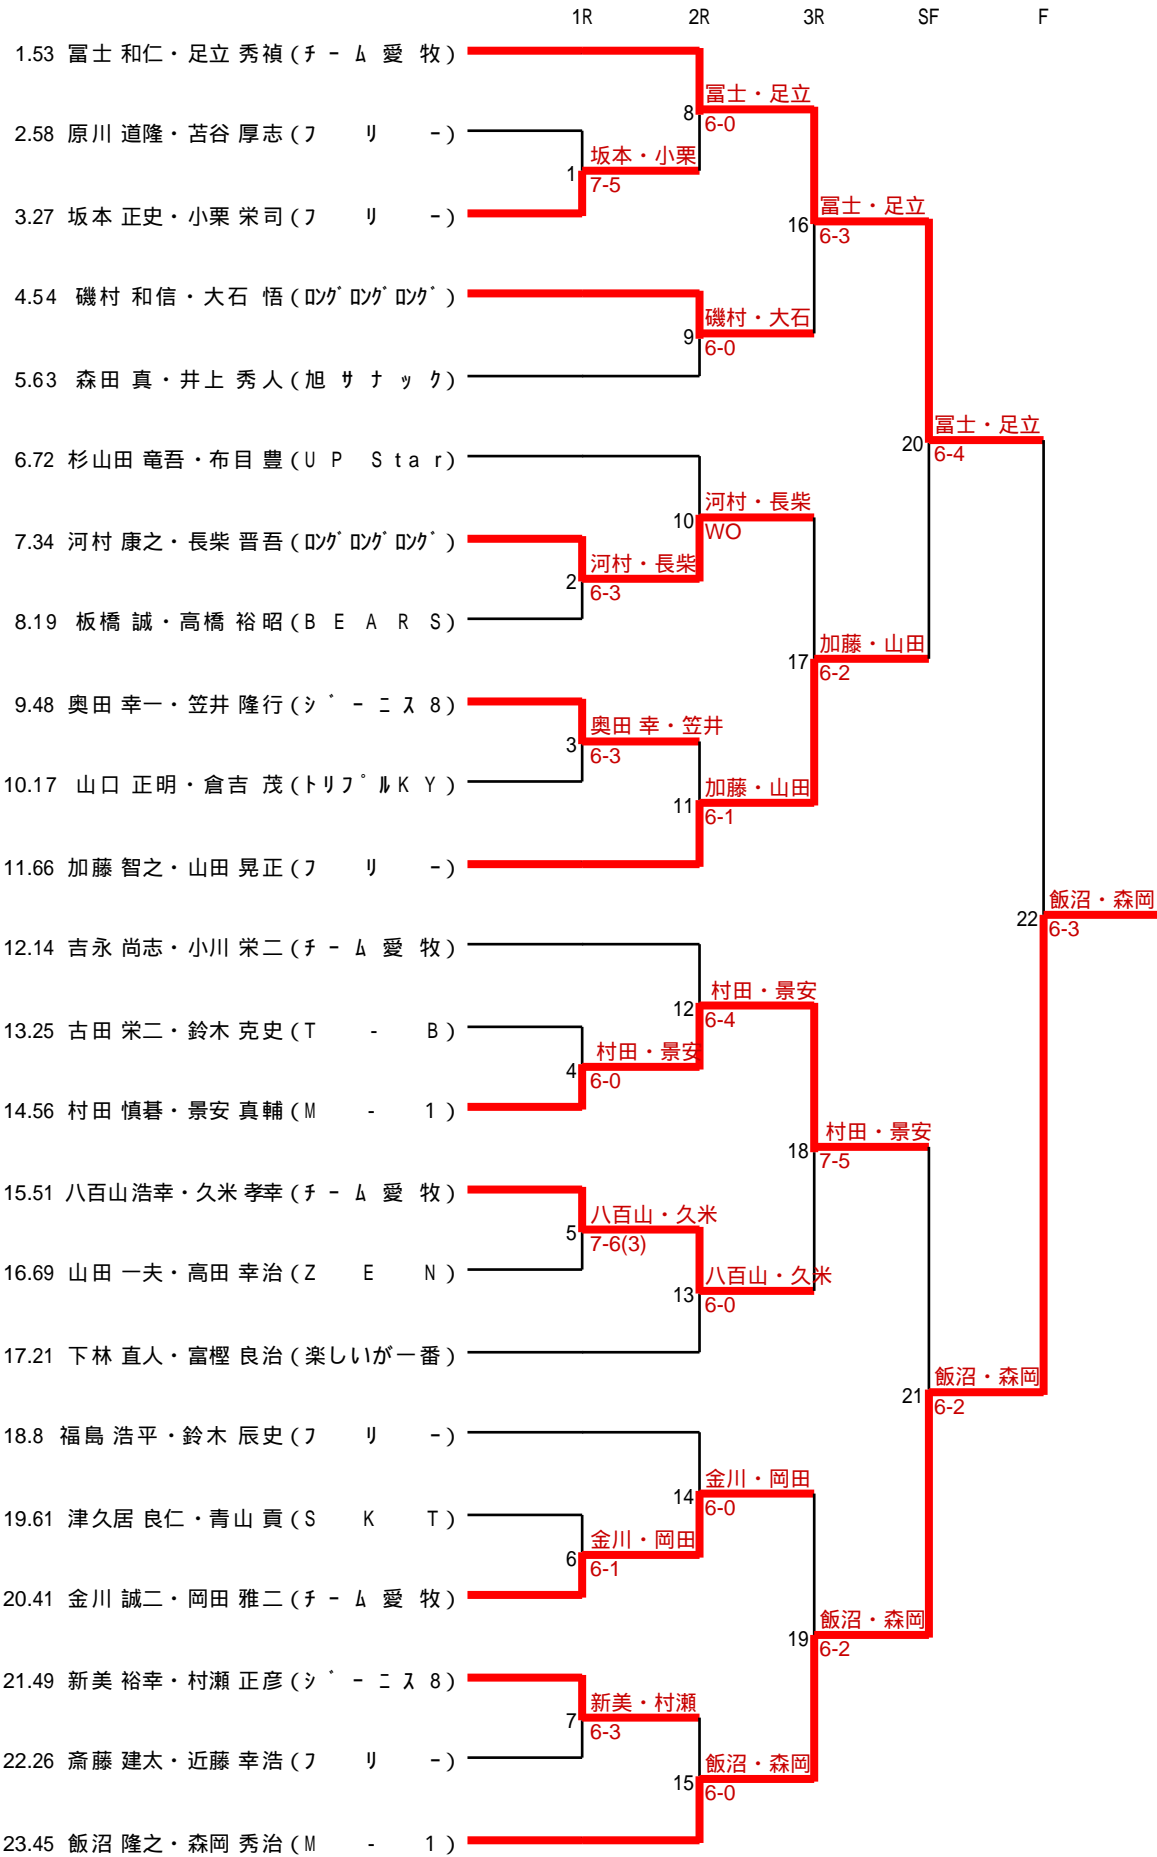 1R 2R 3R SF F
1.53 冨士 和仁・足立 秀禎 (ﾁｰﾑ愛牧)
冨士・足立
8
6-0
2.58 原川 道隆・苫谷 厚志 (ﾌﾘｰ)
坂本・小栗
1
7-5
3.27 坂本 正史・小栗 栄司 (ﾌﾘｰ)
冨士・足立
16
6-3
4.54 磯村 和信・大石 悟 (ﾛﾝｸﾞﾛﾝｸﾞﾛﾝｸﾞ)
磯村・大石
9
6-0
5.63 森田 真・井上 秀人 (旭ｻﾅｯｸ)
冨士・足立
20
6-4
6.72 杉山田 竜吾・布目 豊 (UP Star)
河村・長柴
10
WO
7.34 河村 康之・長柴 晋吾 (ﾛﾝｸﾞﾛﾝｸﾞﾛﾝｸﾞ)
河村・長柴
2
6-3
8.19 板橋 誠・高橋 裕昭 (BEARS)
加藤・山田
17
6-2
9.48 奥田 幸一・笠井 隆行 (ｼﾞｰﾆｽ8)
奥田 幸・笠井
3
6-3
10.17 山口 正明・倉吉 茂 (ﾄﾘﾌﾟﾙKY)
加藤・山田
11
6-1
11.66 加藤 智之・山田 晃正 (ﾌﾘｰ)
飯沼・森岡
22
6-3
12.14 吉永 尚志・小川 栄二 (ﾁｰﾑ愛牧)
村田・景安
12
6-4
13.25 古田 栄二・鈴木 克史 (T-B)
村田・景安
4
6-0
14.56 村田 慎碁・景安 真輔 (M-1)
村田・景安
18
7-5
15.51 八百山 浩幸・久米 孝幸 (ﾁｰﾑ愛牧)
八百山・久米
5
7-6(3)
16.69 山田 一夫・高田 幸治 (ZEN)
八百山・久米
13
6-0
17.21 下林 直人・富樫 良治 (楽しいが一番)
飯沼・森岡
21
6-2
18.8 福島 浩平・鈴木 辰史 (ﾌﾘｰ)
金川・岡田
14
6-0
19.61 津久居 良仁・青山 貢 (SKT)
金川・岡田
6
6-1
20.41 金川 誠二・岡田 雅二 (ﾁｰﾑ愛牧)
飯沼・森岡
19
6-2
21.49 新美 裕幸・村瀬 正彦 (ｼﾞｰﾆｽ8)
新美・村瀬
7
6-3
22.26 斎藤 建太・近藤 幸浩 (ﾌﾘｰ)
飯沼・森岡
15
6-0
23.45 飯沼 隆之・森岡 秀治 (M-1)